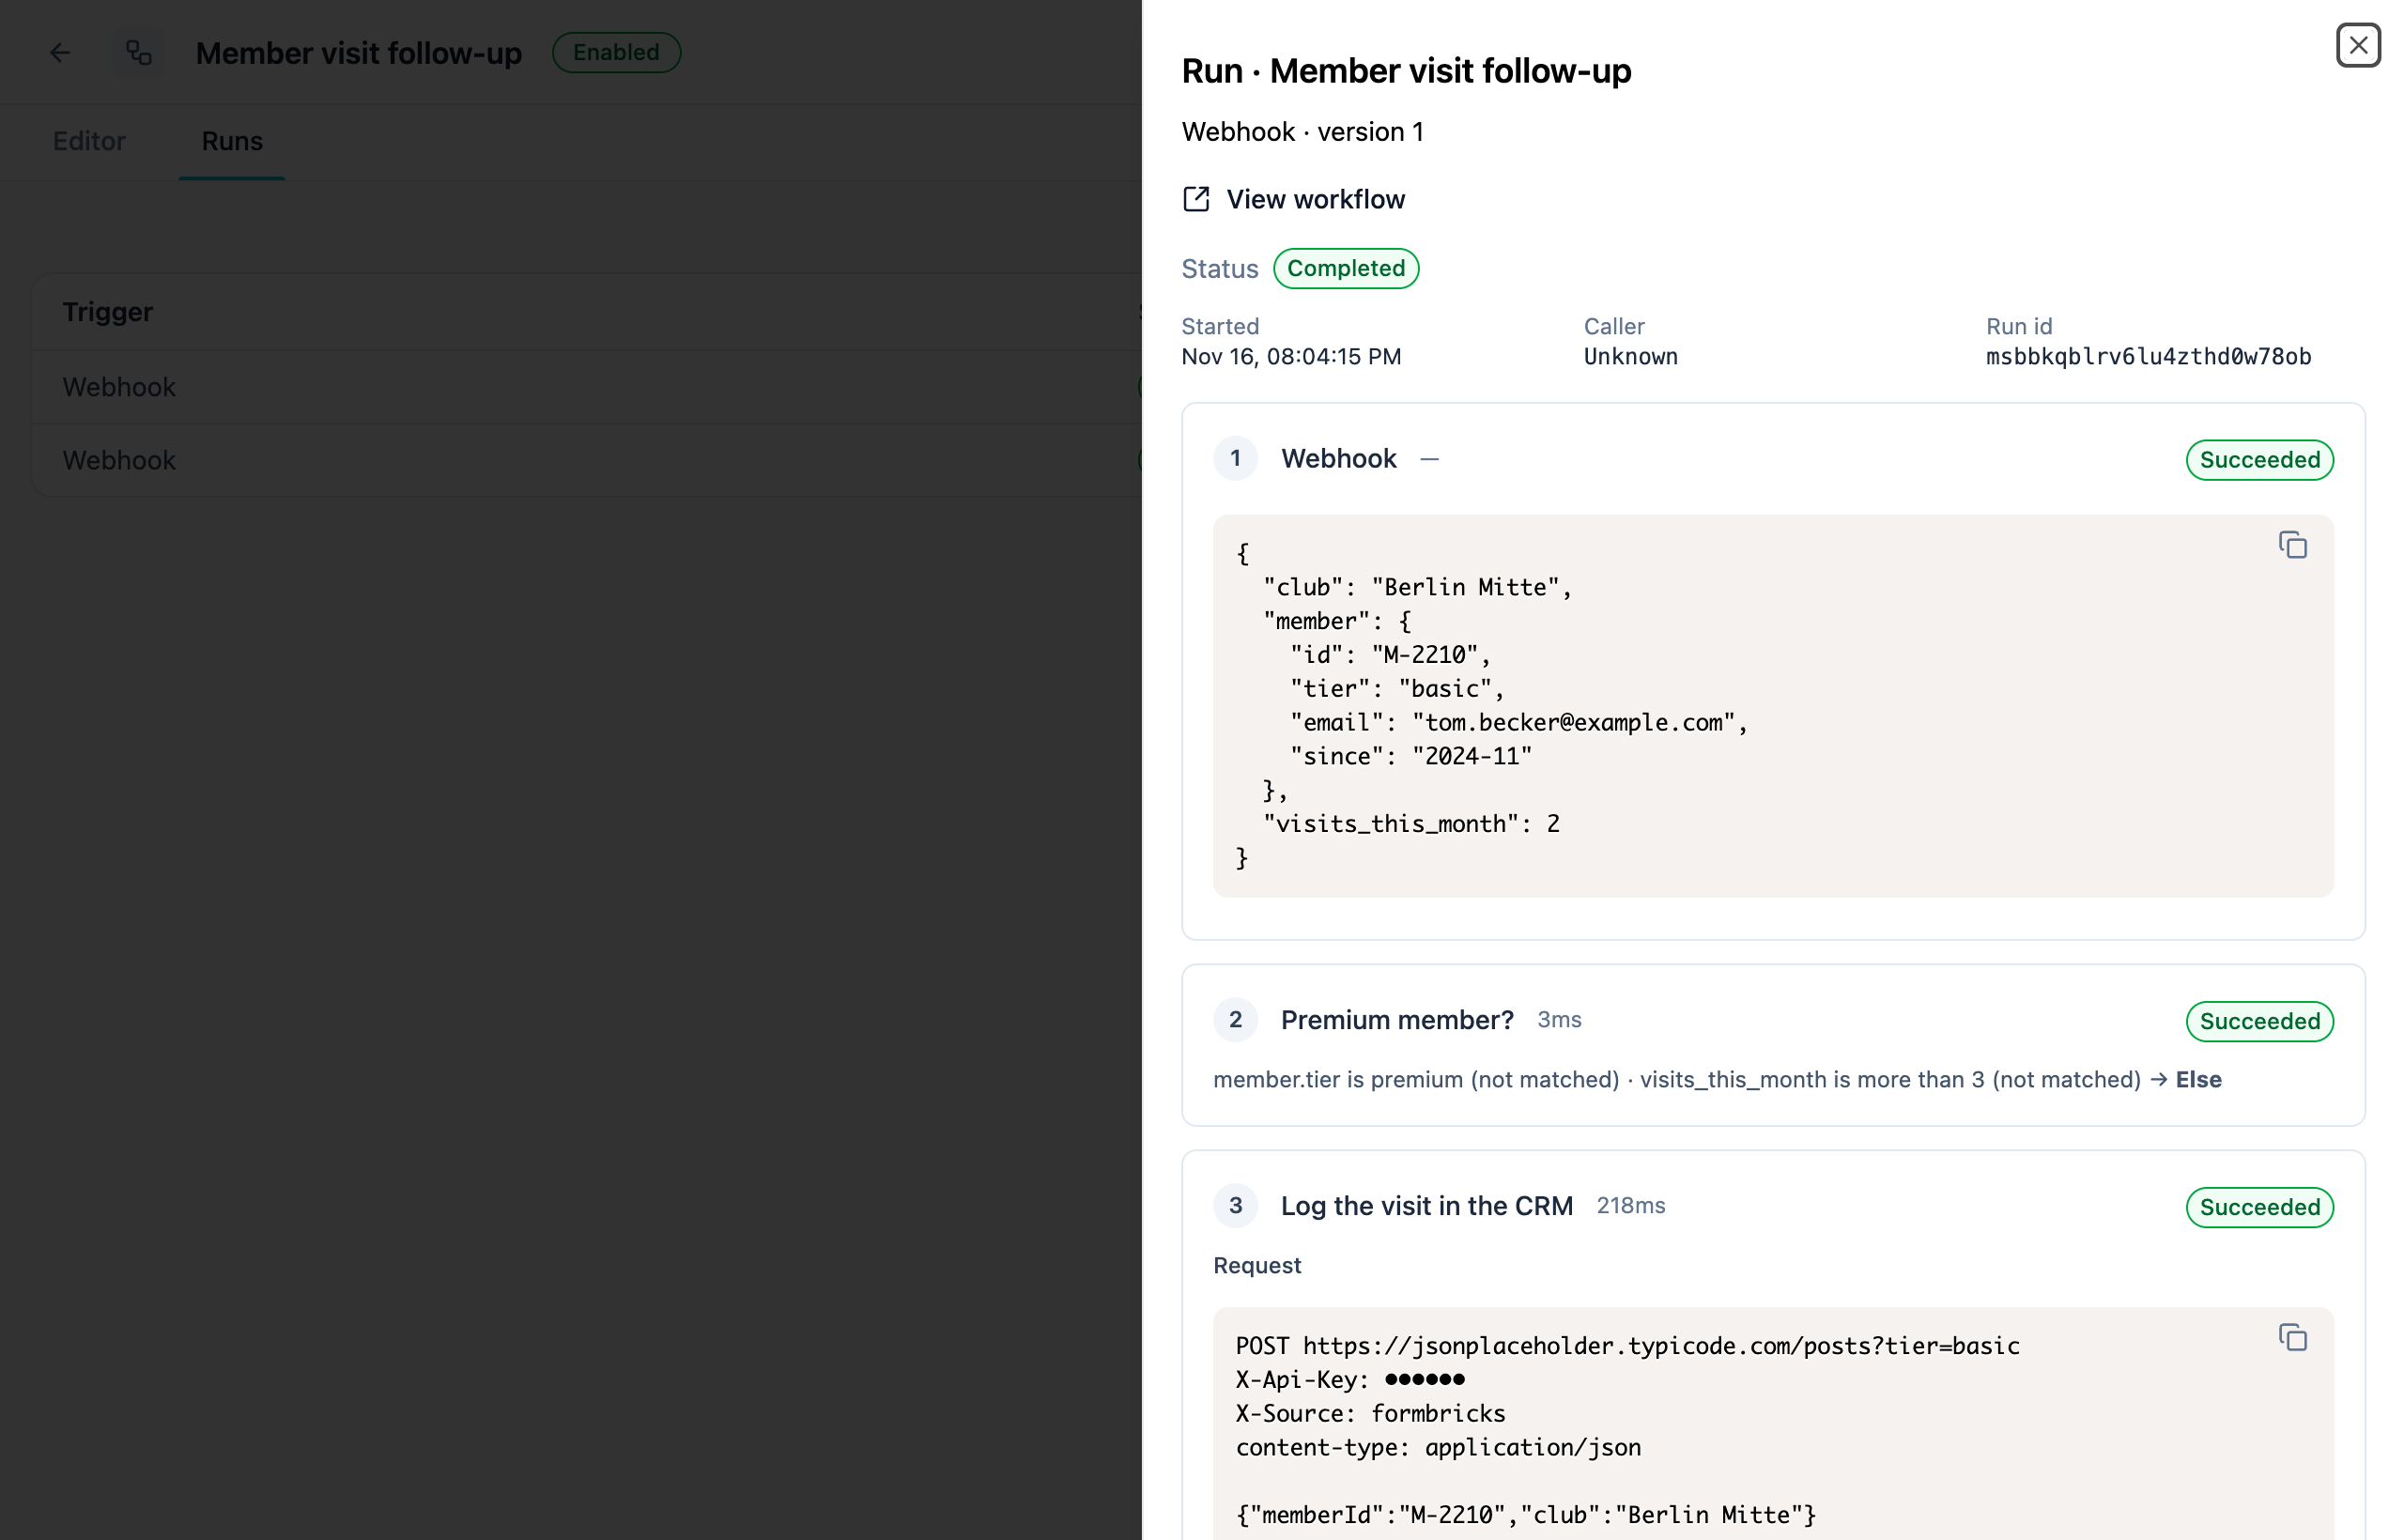 Member visit follow-up
Enabled
Editor
Runs
Trigger
Webhook
Webhook
Run · Member visit follow-up
Webhook · version 1
View workflow
Status Completed
Started
Nov 16, 08:04:15 PM
Caller
Unknown
Run id
msbbkqblrv6lu4zthd0w78ob
1 Webhook — Succeeded
{
  "club": "Berlin Mitte",
  "member": {
    "id": "M-2210",
    "tier": "basic",
    "email": "tom.becker@example.com",
    "since": "2024-11"
  },
  "visits_this_month": 2
}
2 Premium member? 3ms Succeeded
member.tier is premium (not matched) · visits_this_month is more than 3 (not matched) → Else
3 Log the visit in the CRM 218ms Succeeded
Request
POST https://jsonplaceholder.typicode.com/posts?tier=basic
X-Api-Key: ●●●●●●
X-Source: formbricks
content-type: application/json
{"memberId":"M-2210","club":"Berlin Mitte"}